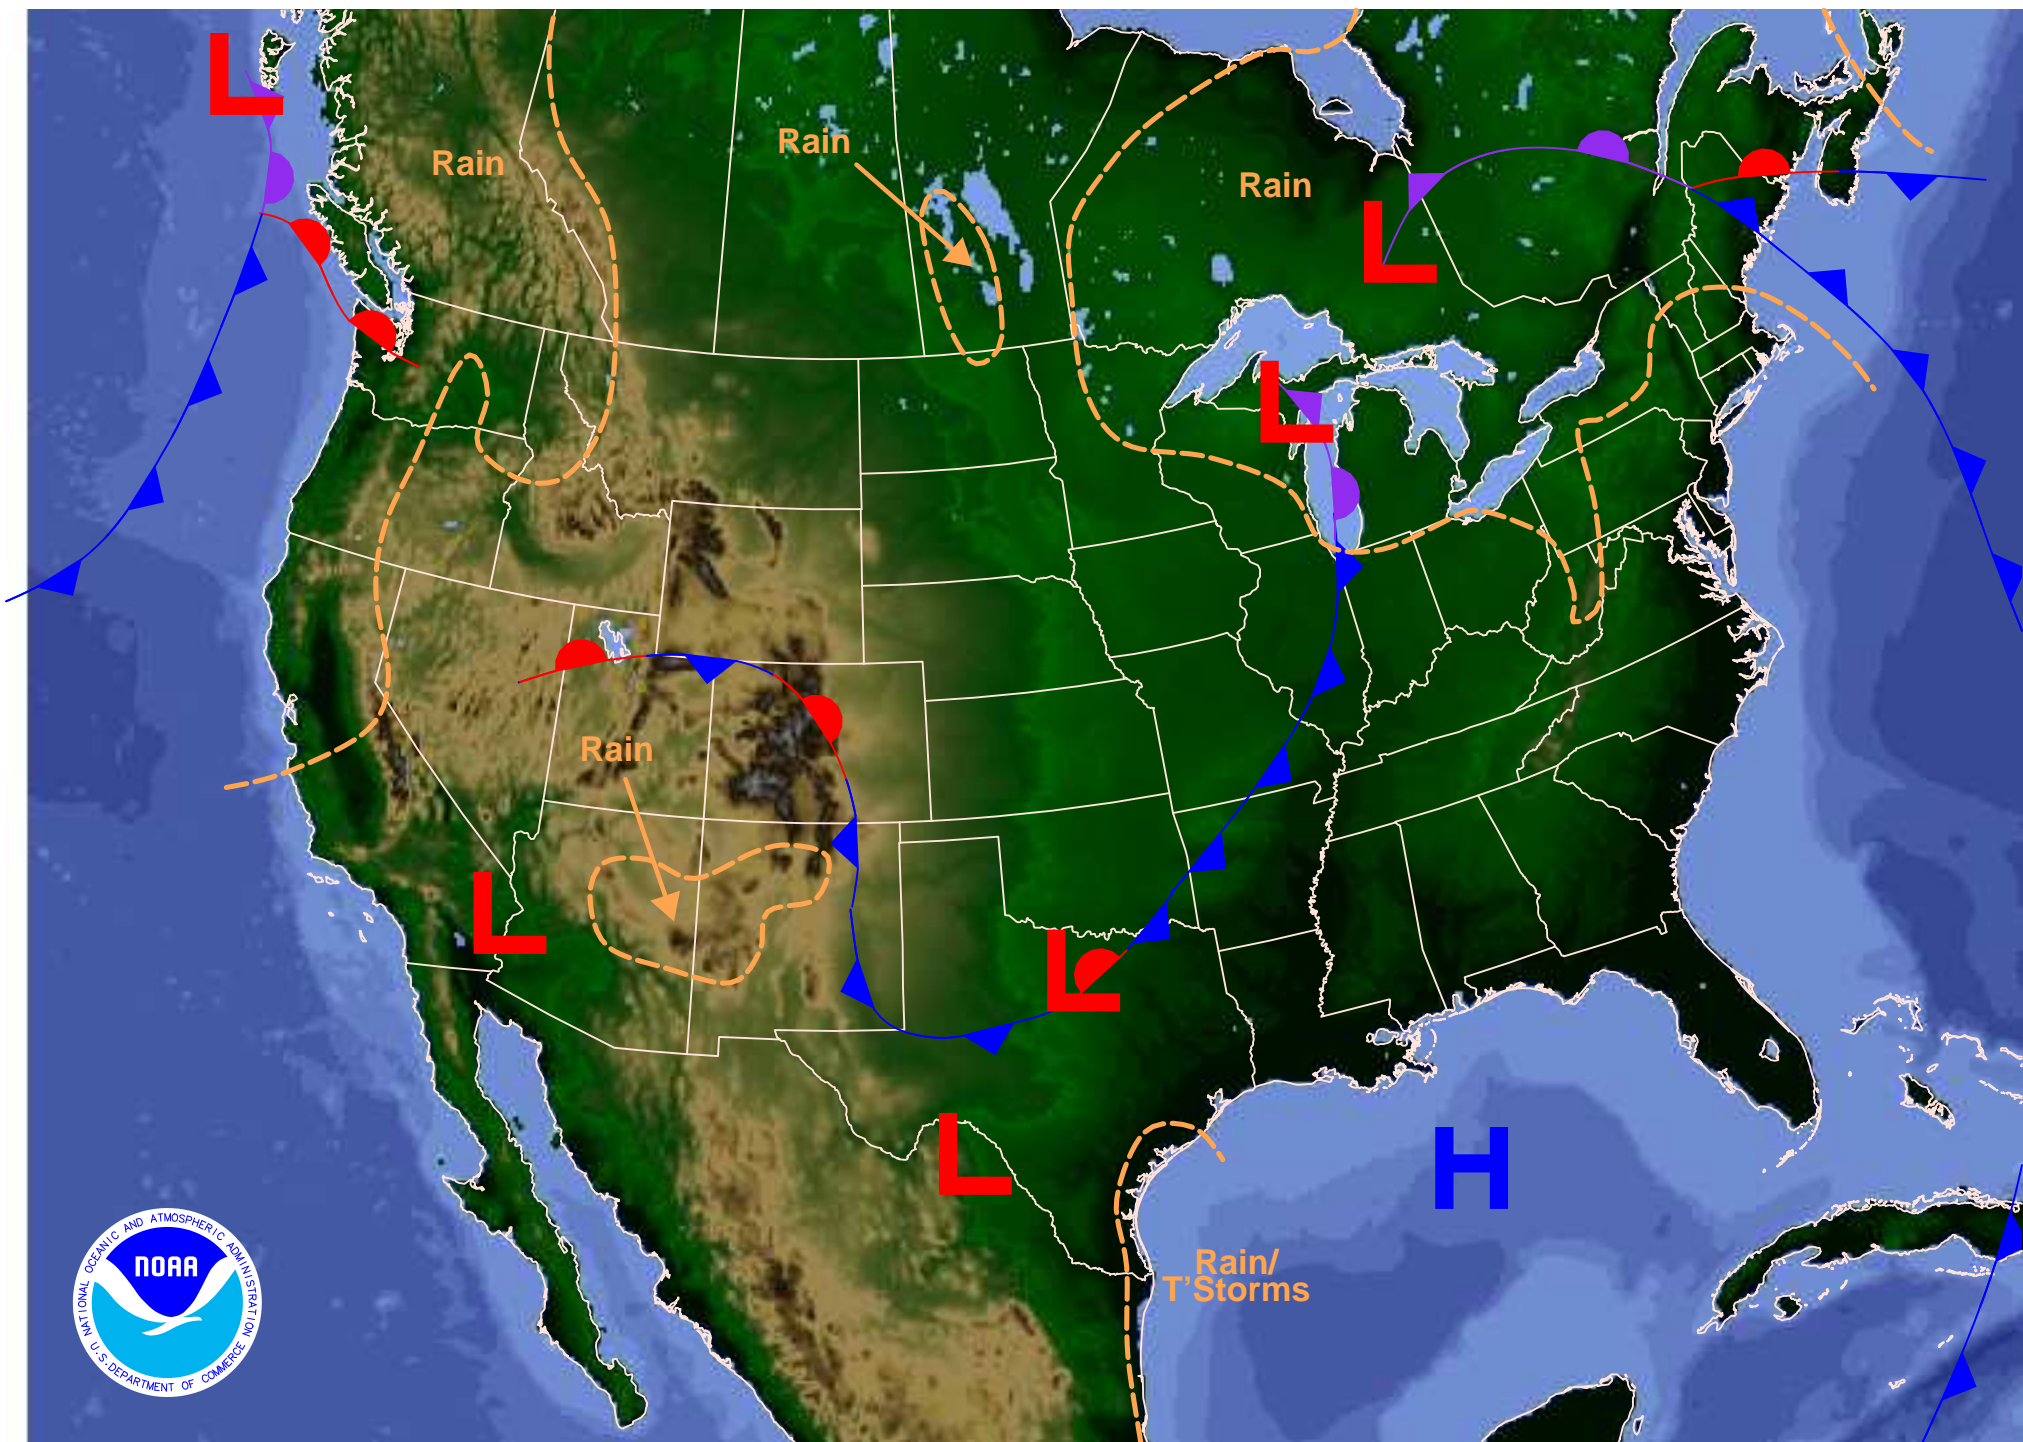 L
Rain
Rain
Rain
L
L
Rain
L
L
L
H
Rain/
T'Storms
NATIONAL OCEANIC AND ATMOSPHERIC ADMINISTRATION
NOAA
U.S. DEPARTMENT OF COMMERCE